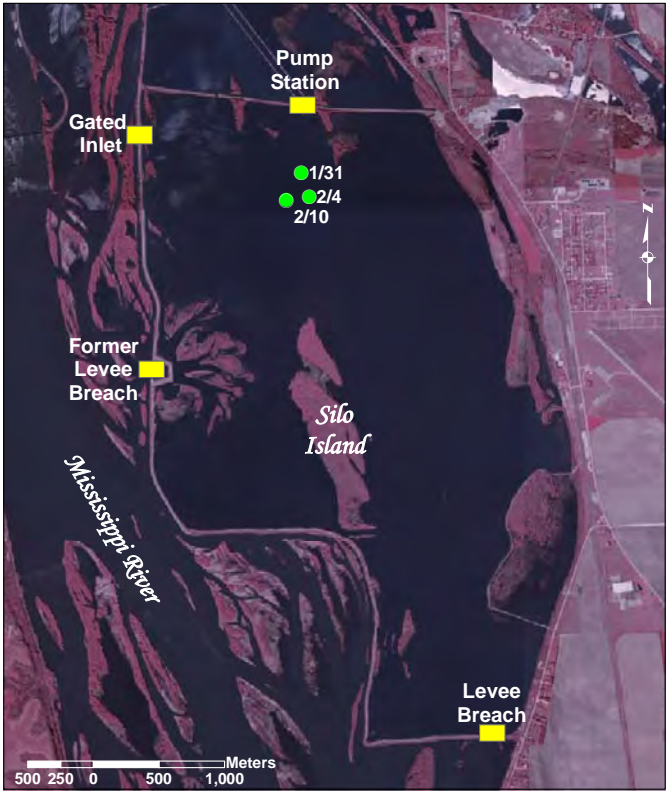 Pump
Station
Gated
Inlet
1/31
2/4
2/10
N
Former
Levee
Breach
Silo
Island
Mississippi River
Levee
Breach
Meters
500 250 0 500 1,000